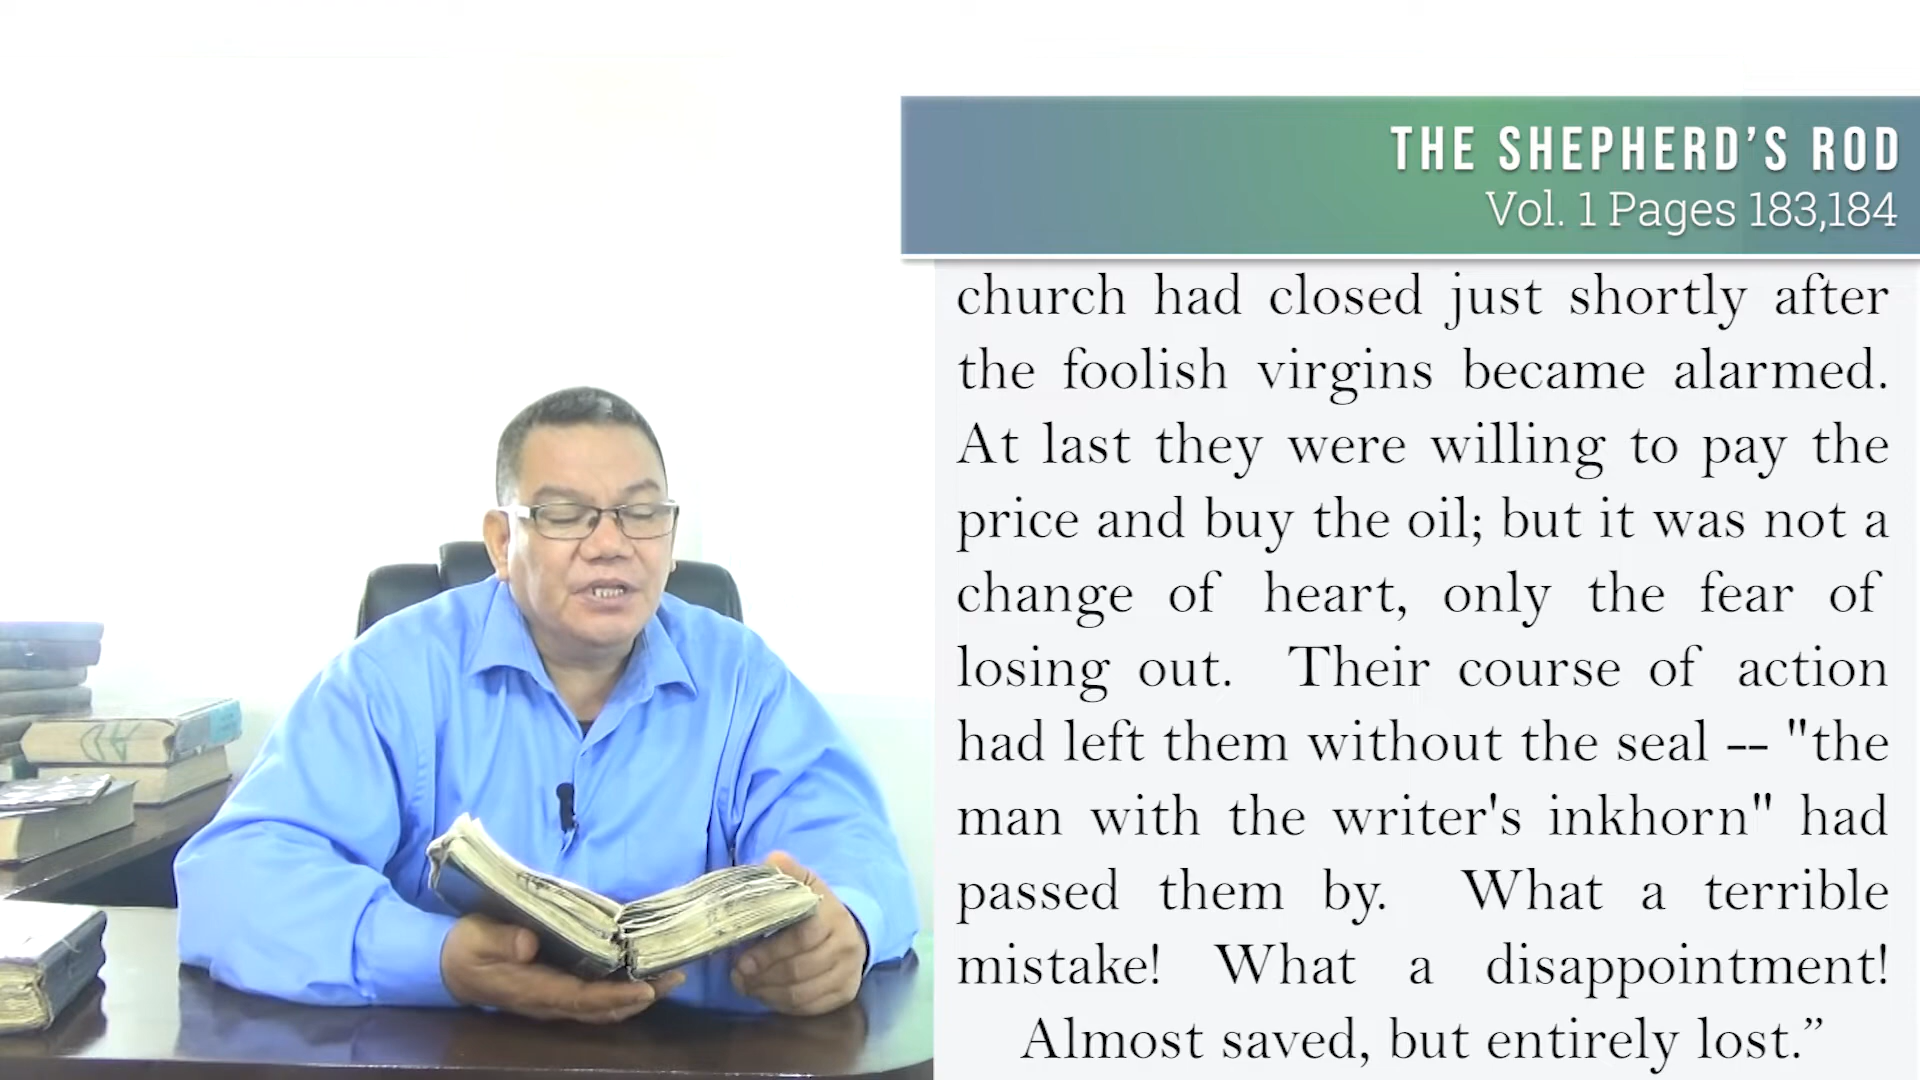 THE SHEPHERD’S ROD
Vol. 1 Pages 183,184
church had closed just shortly after
the foolish virgins became alarmed.
At last they were willing to pay the
price and buy the oil; but it was not a
change of heart, only the fear of
losing out. Their course of action
had left them without the seal -- "the
man with the writer's inkhorn" had
passed them by. What a terrible
mistake! What a disappointment!
Almost saved, but entirely lost.”